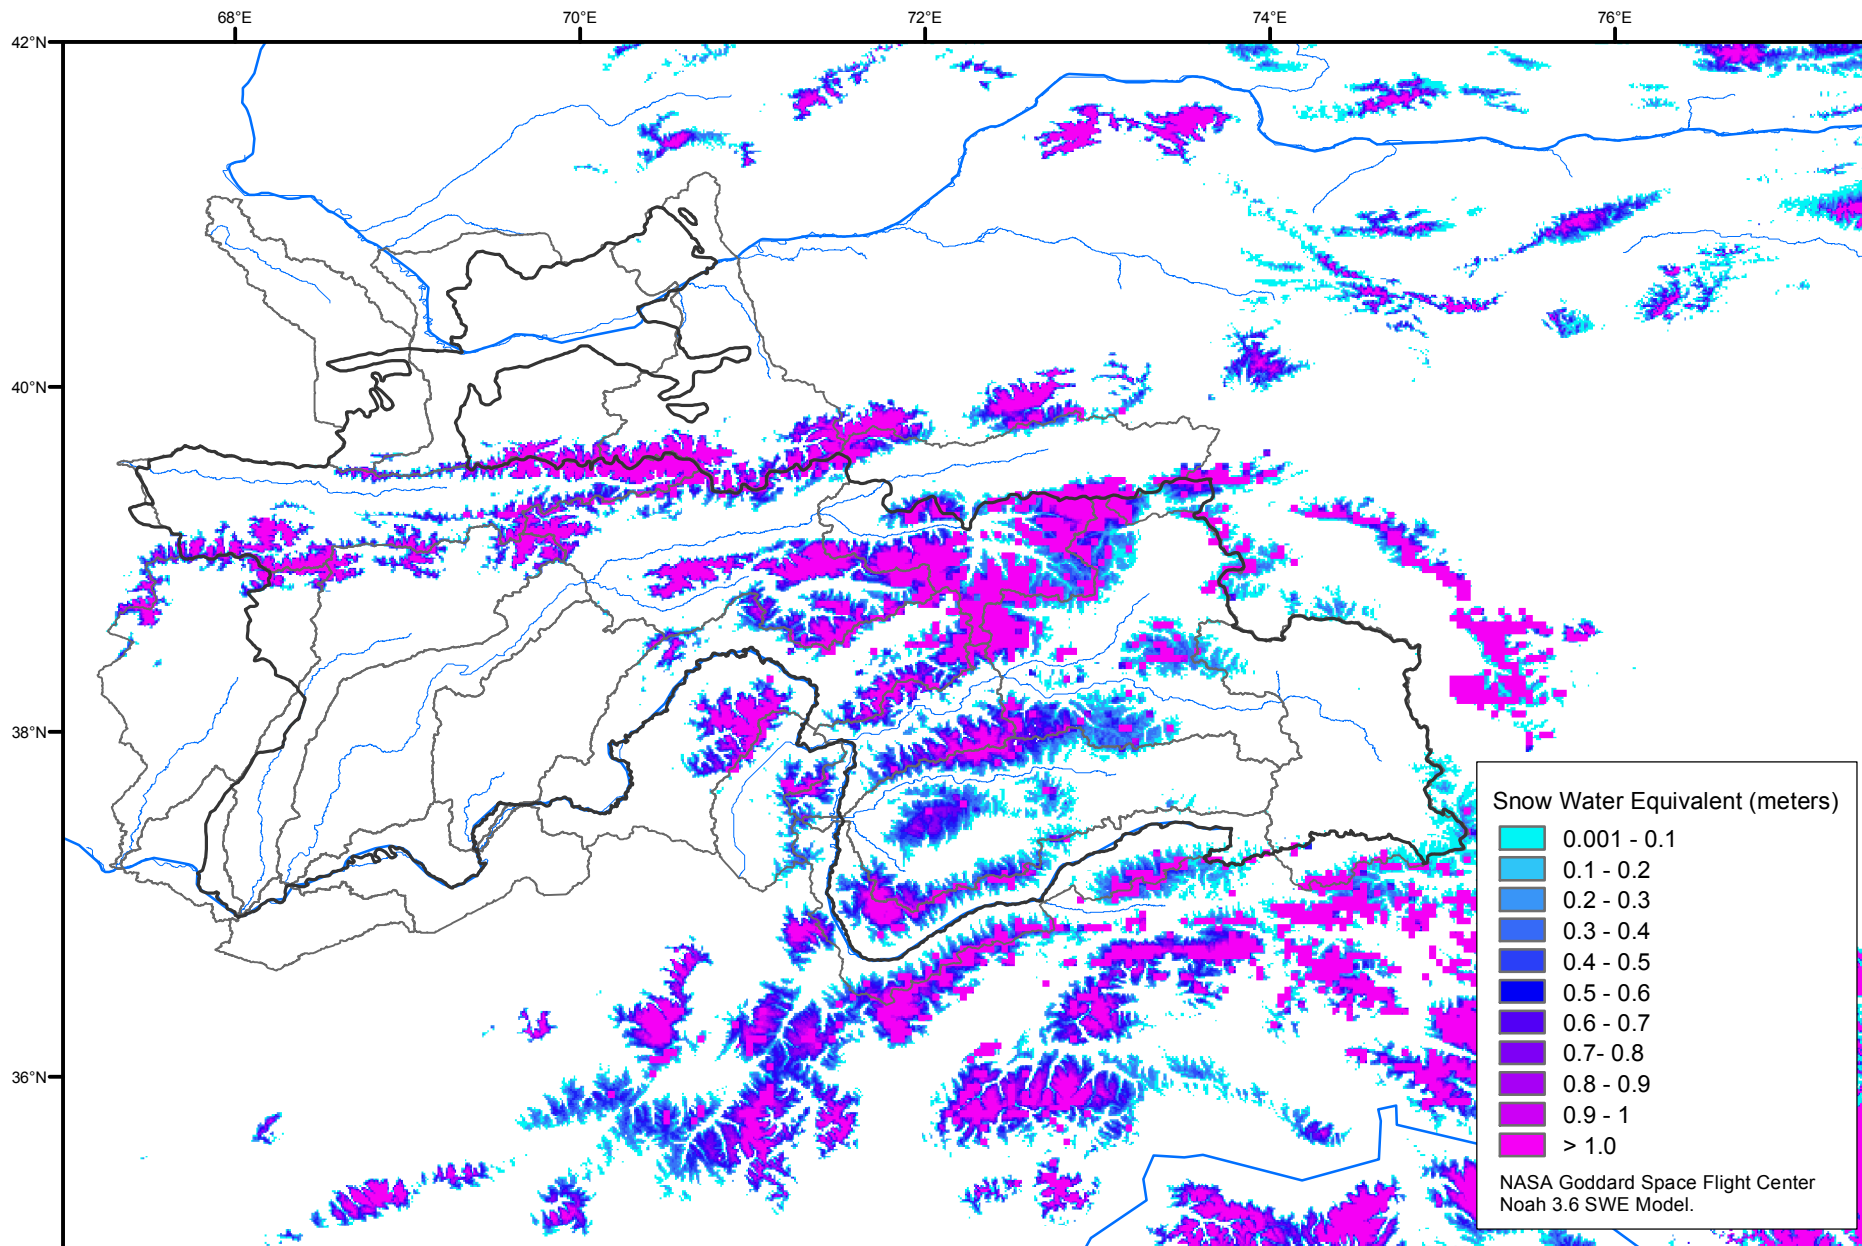 68°E 70°E 72°E 74°E 76°E
42°N
40°N
38°N
36°N
Snow Water Equivalent (meters)
0.001 - 0.1
0.1 - 0.2
0.2 - 0.3
0.3 - 0.4
0.4 - 0.5
0.5 - 0.6
0.6 - 0.7
0.7- 0.8
0.8 - 0.9
0.9 - 1
> 1.0
NASA Goddard Space Flight Center
Noah 3.6 SWE Model.